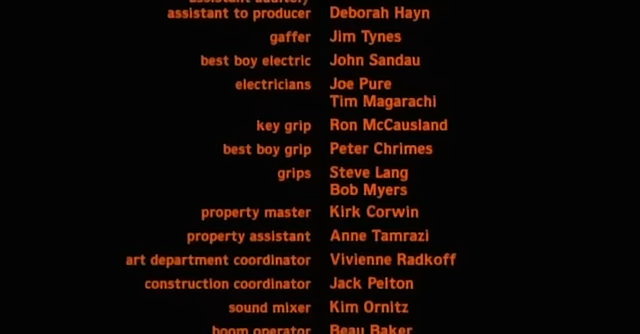 assistant to producer Deborah Hayn
gaffer Jim Tynes
best boy electric John Sandau
electricians Joe Pure
Tim Magarachi
key grip Ron McCausland
best boy grip Peter Chrimes
grips Steve Lang
Bob Myers
property master Kirk Corwin
property assistant Anne Tamrazi
art department coordinator Vivienne Radkoff
construction coordinator Jack Pelton
sound mixer Kim Ornitz
boom operator Beau Baker